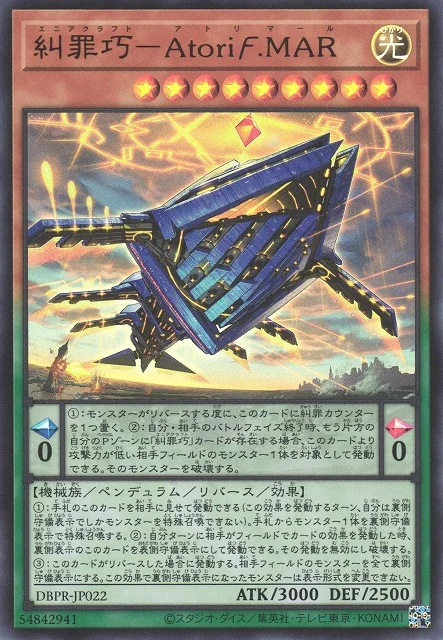 エニアクラフト アトリマール
糾罪巧－Atoriƒ.MAR
ひかり
光
①：モンスターがリバースする度に、このカードに糾罪カウンター
を1つ置く。②：自分・相手のバトルフェイズ終了時、もう片方の
自分のPゾーンに「糾罪巧」カードが存在する場合、このカードより
攻撃力が低い相手フィールドのモンスター1体を対象として発動
できる。そのモンスターを破壊する。
0
0
【機械族／ペンデュラム／リバース／効果】
①：手札のこのカードを相手に見せて発動できる（この効果を発動するターン、自分は裏側
守備表示でしかモンスターを特殊召喚できない）。手札からモンスター1体を裏側守備表
示で特殊召喚する。②：自分ターンに相手がフィールドでカードの効果を発動した時、
裏側表示のこのカードを表側守備表示にして発動できる。その発動を無効にし破壊する。
③：このカードがリバースした場合に発動できる。相手フィールドのモンスター1体を裏側
守備表示にする。この効果で裏側守備表示になったモンスターは表示形式を変更できない。
DBPR-JP022
ATK/3000 DEF/2500
54842941
©スタジオ・ダイス／集英社・テレビ東京・KONAMI